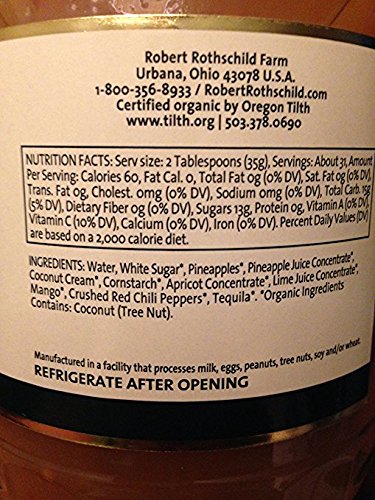 Robert Rothschild Farm
Urbana, Ohio 43078 U.S.A.
1-800-356-8933 / RobertRothschild.com
Certified organic by Oregon Tilth
www.tilth.org | 503.378.0690
NUTRITION FACTS: Serv size: 2 Tablespoons (35g), Servings: About 31, Amount
Per Serving: Calories 60, Fat Cal. 0, Total Fat 0g (0% DV), Sat. Fat 0g (0% DV),
Trans. Fat 0g, Cholest. 0mg (0% DV), Sodium 0mg (0% DV), Total Carb. 15g
(5% DV), Dietary Fiber 0g (0% DV), Sugars 13g, Protein 0g, Vitamin A (0% DV),
Vitamin C (10% DV), Calcium (0% DV), Iron (0% DV). Percent Daily Values (DV)
are based on a 2,000 calorie diet.
INGREDIENTS: Water, White Sugar*, Pineapples*, Pineapple Juice Concentrate*,
Coconut Cream*, Cornstarch*, Apricot Concentrate*, Lime Juice Concentrate*,
Mango*, Crushed Red Chili Peppers*, Tequila*. *Organic Ingredients
Contains: Coconut (Tree Nut).
Manufactured in a facility that processes milk, eggs, peanuts, tree nuts, soy and/or wheat.
REFRIGERATE AFTER OPENING